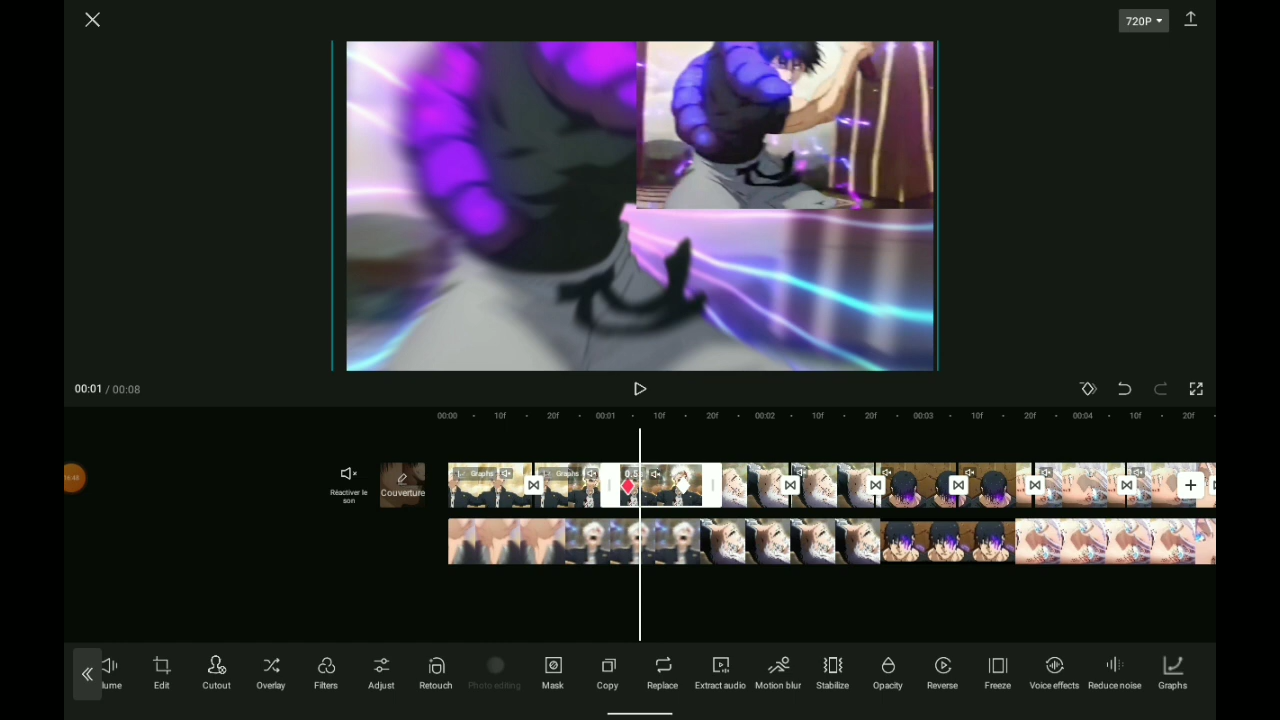 720P
00:01 / 00:08
00:00 10f 20f 00:01 10f 20f 00:02 10f 20f 00:03 10f 20f 00:04 10f 20f
Réactiver le
son
Couverture
Graphs
Graphs
lume
Edit
Cutout
Overlay
Filters
Adjust
Retouch
Photo editing
Mask
Copy
Replace
Extract audio
Motion blur
Stabilize
Opacity
Reverse
Freeze
Voice effects
Reduce noise
Graphs